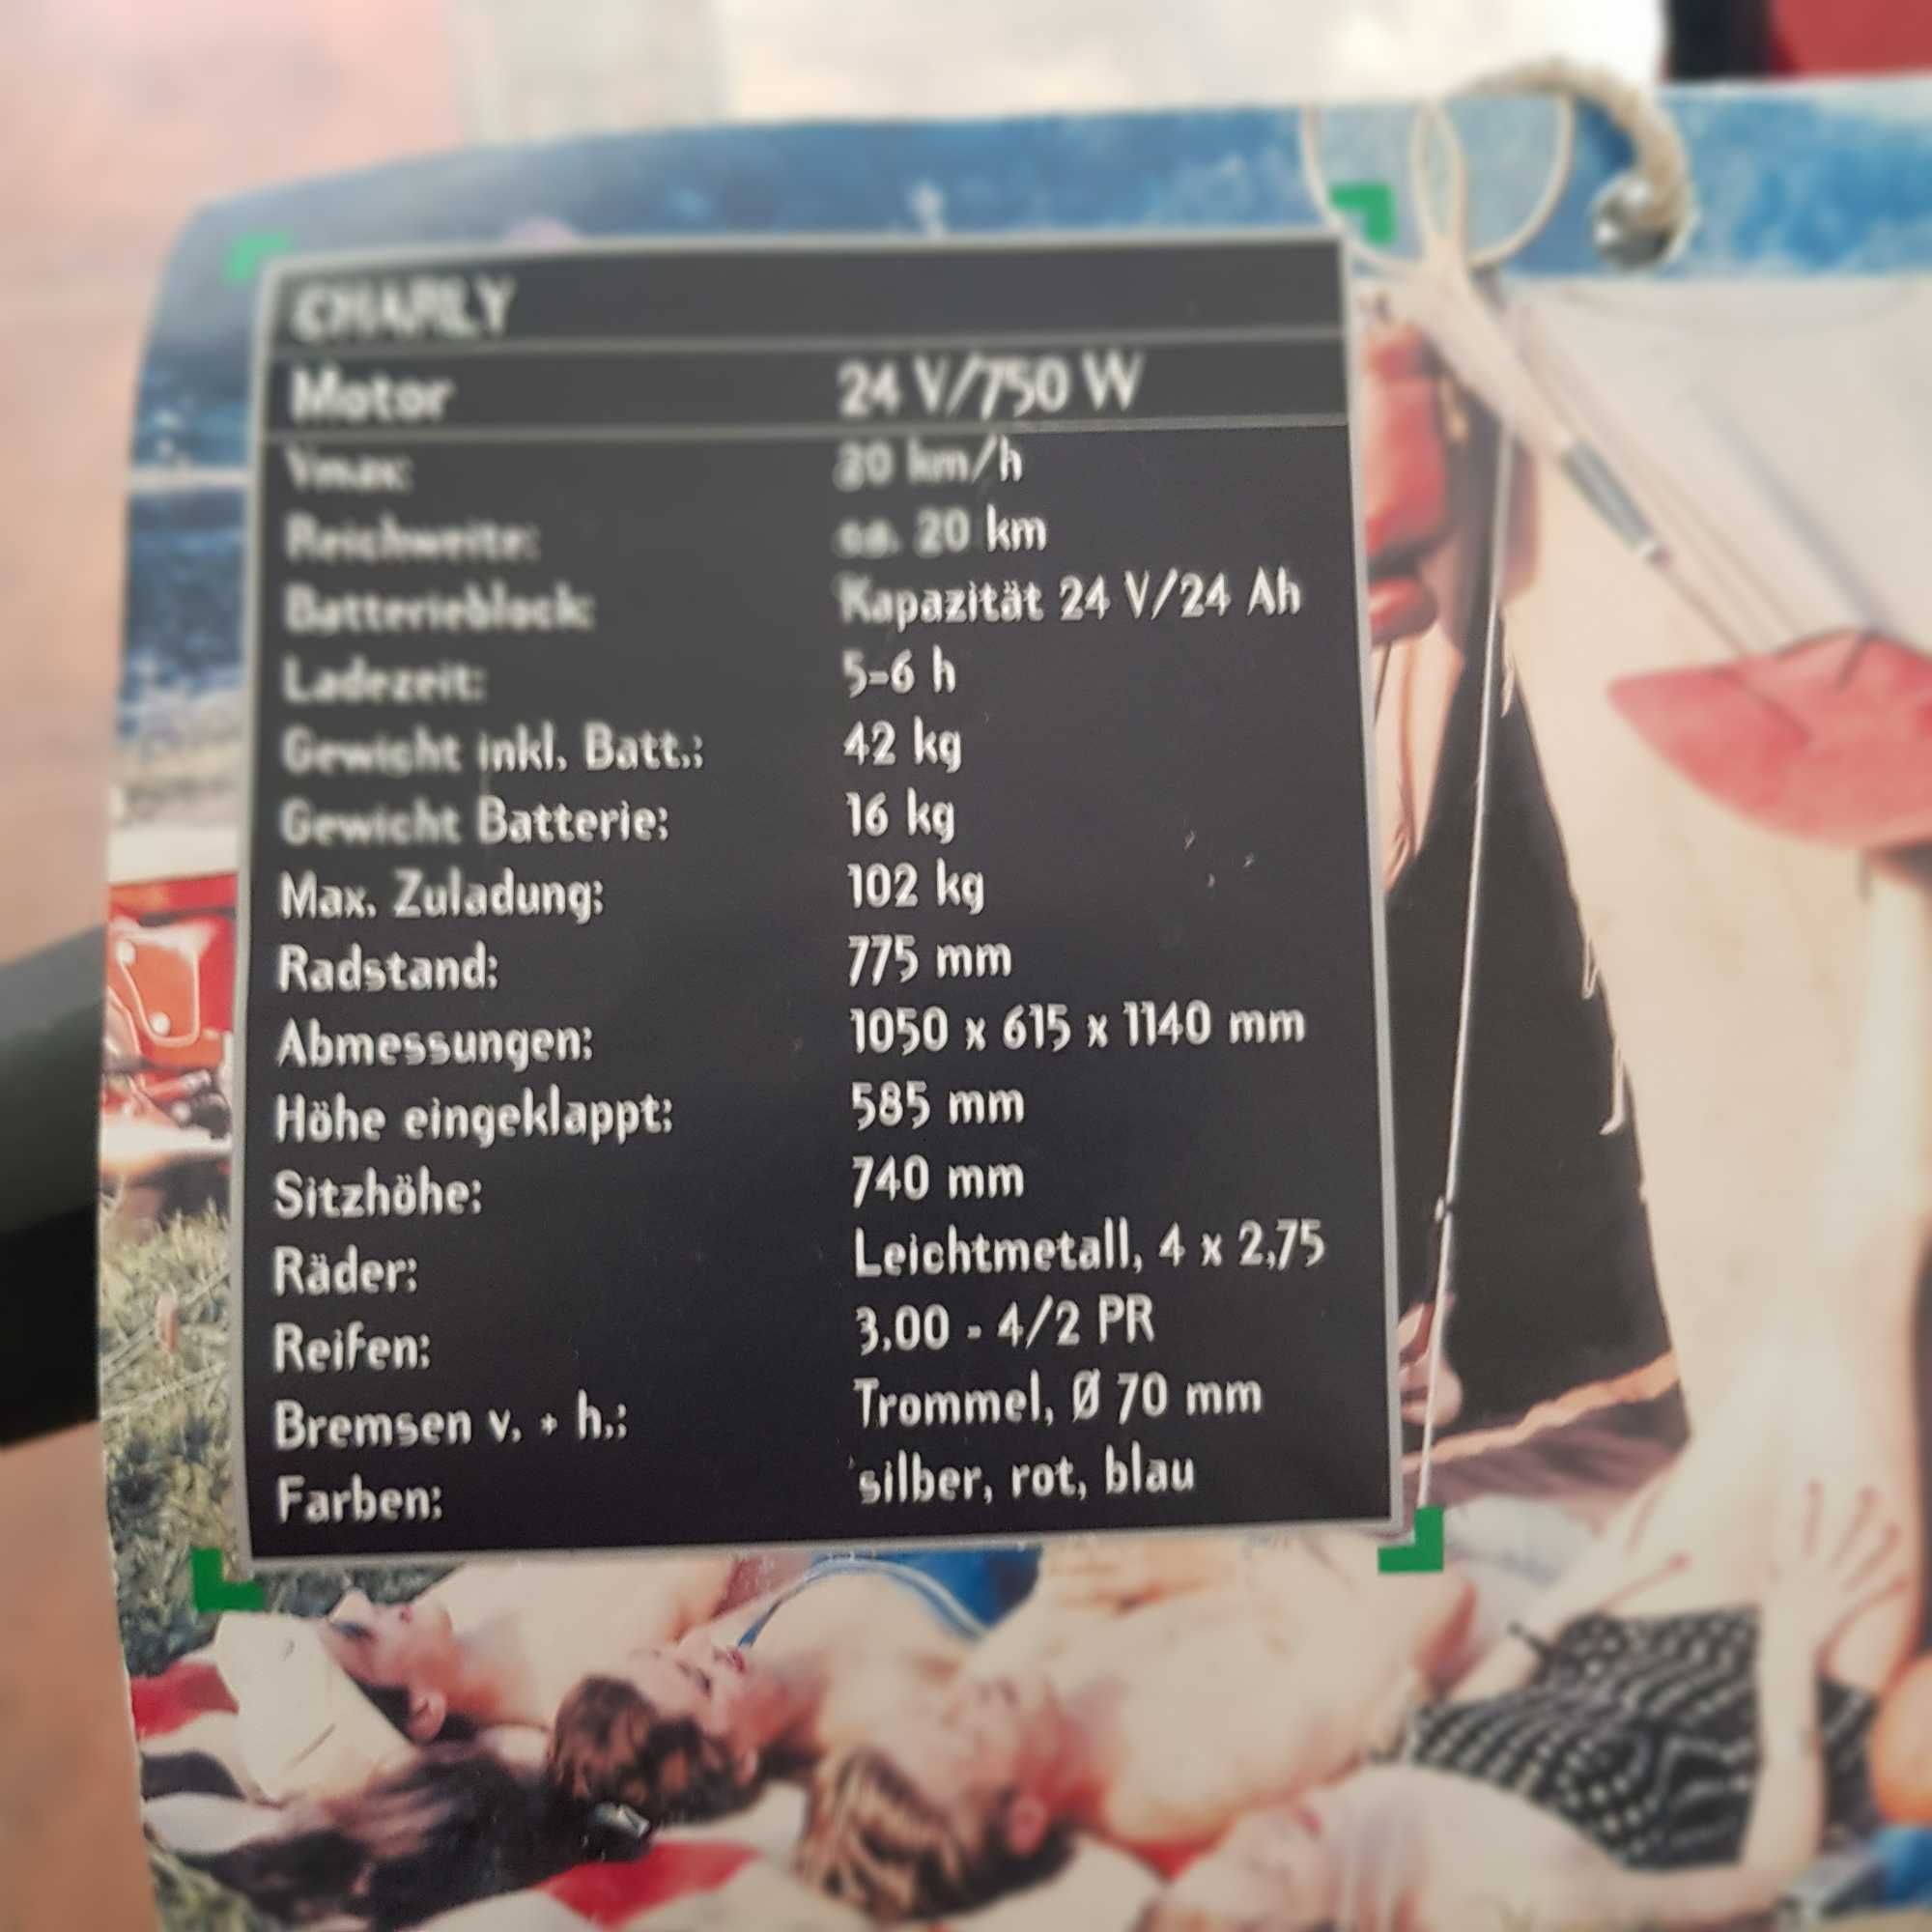 CHARLY
Motor 24 V/750 W
Vmax: 20 km/h
Reichweite: ca. 20 km
Batterieblock: Kapazität 24 V/24 Ah
Ladezeit: 5-6 h
Gewicht inkl. Batt.: 42 kg
Gewicht Batterie: 16 kg
Max. Zuladung: 102 kg
Radstand: 775 mm
Abmessungen: 1050 x 615 x 1140 mm
Höhe eingeklappt: 585 mm
Sitzhöhe: 740 mm
Räder: Leichtmetall, 4 x 2,75
Reifen: 3.00 - 4/2 PR
Bremsen v. + h.: Trommel, Ø 70 mm
Farben: silber, rot, blau